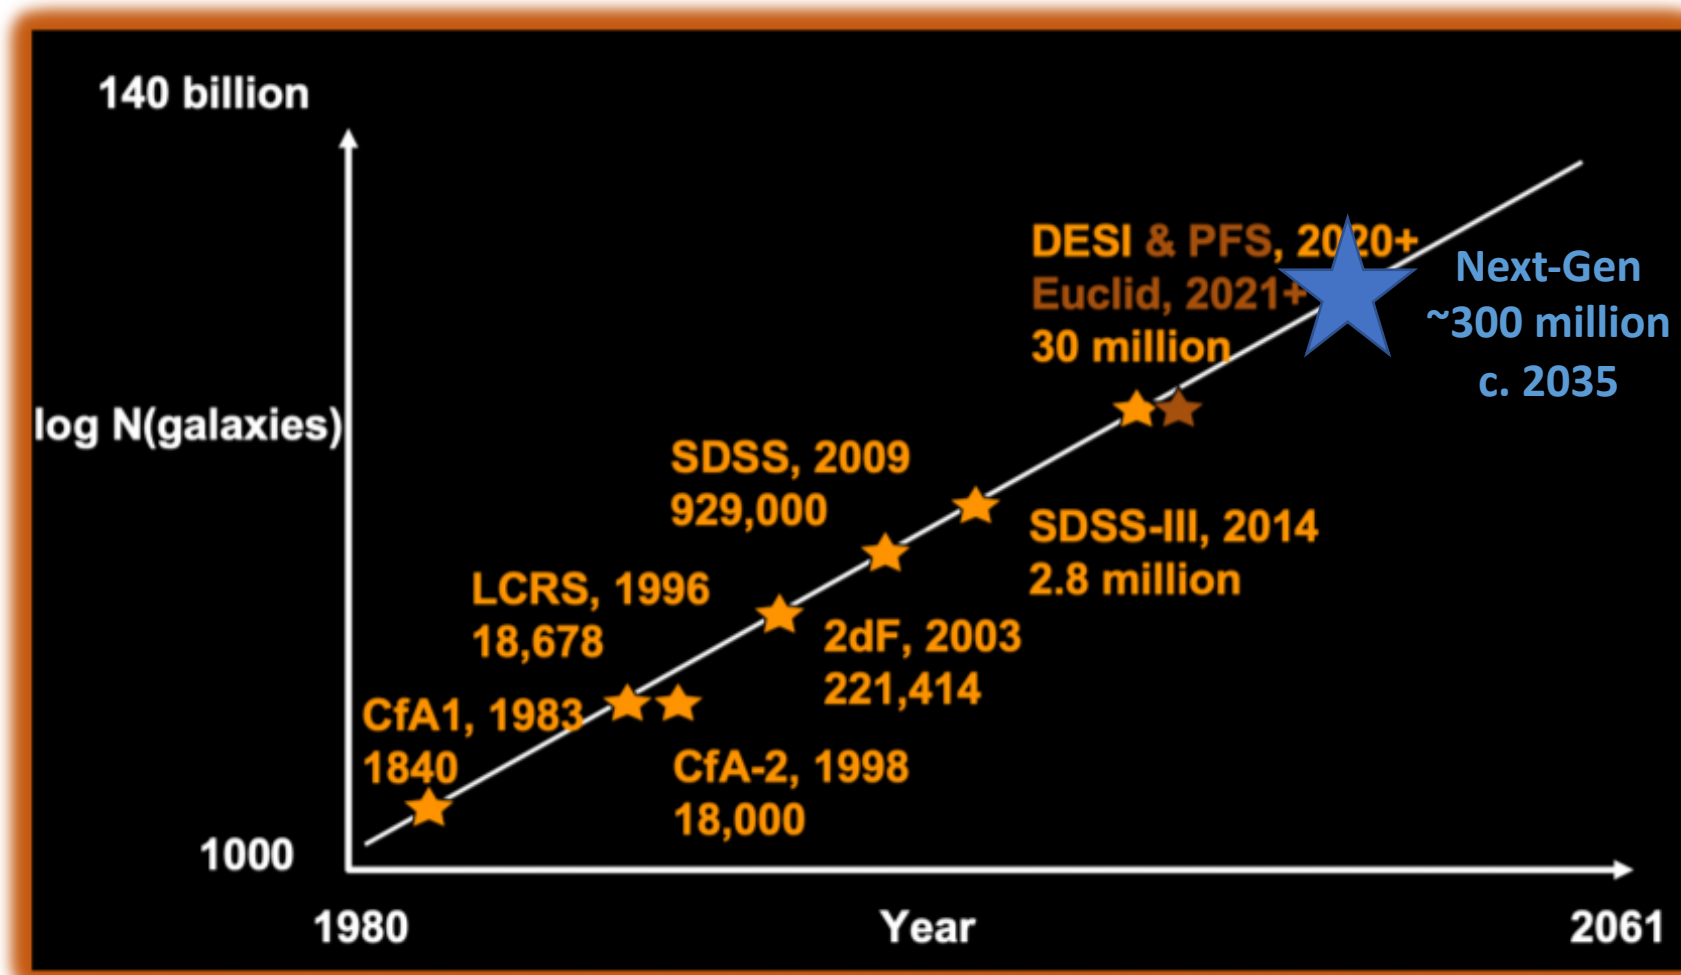 140 billion
DESI & PFS, 2020+
Euclid, 2021+
30 million
Next-Gen
~300 million
c. 2035
log N(galaxies)
SDSS, 2009
929,000
SDSS-III, 2014
2.8 million
LCRS, 1996
18,678
2dF, 2003
221,414
CfA1, 1983
1840
CfA-2, 1998
18,000
1000
1980
Year
2061